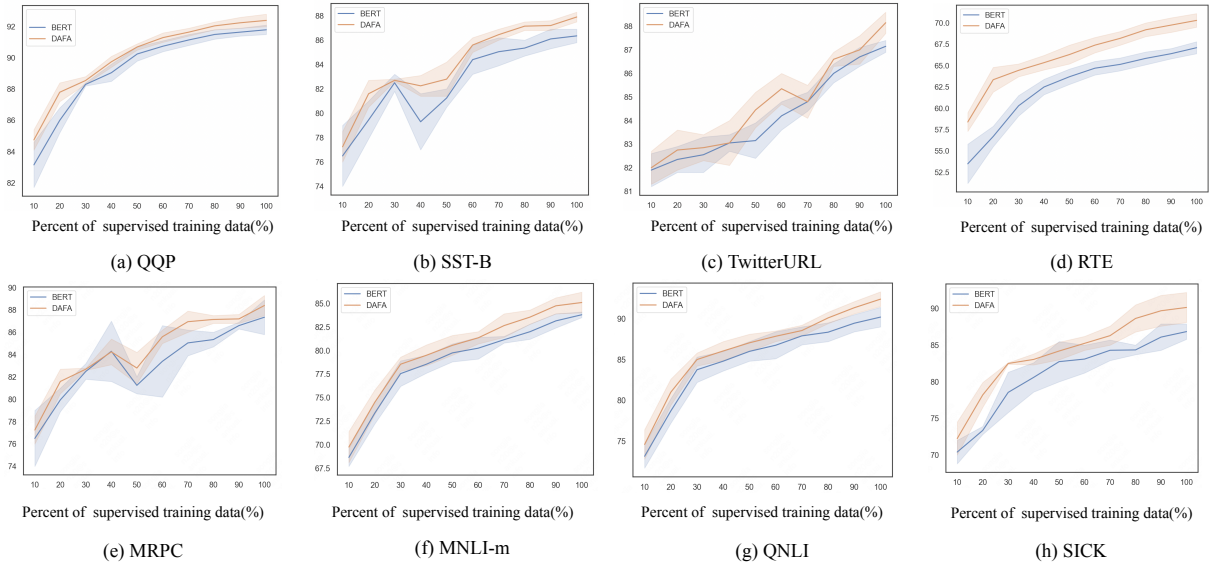 BERT
DAFA
92
90
88
86
84
82
10 20 30 40 50 60 70 80 90 100
Percent of supervised training data(%)
(a) QQP
BERT
DAFA
88
86
84
82
80
78
76
74
10 20 30 40 50 60 70 80 90 100
Percent of supervised training data(%)
(b) SST-B
BERT
DAFA
88
87
86
85
84
83
82
81
10 20 30 40 50 60 70 80 90 100
Percent of supervised training data(%)
(c) TwitterURL
BERT
DAFA
70.0
67.5
65.0
62.5
60.0
57.5
55.0
52.5
10 20 30 40 50 60 70 80 90 100
Percent of supervised training data(%)
(d) RTE
BERT
DAFA
90
88
86
84
82
80
78
76
74
10 20 30 40 50 60 70 80 90 100
Percent of supervised training data(%)
(e) MRPC
BERT
DAFA
85.0
82.5
80.0
77.5
75.0
72.5
70.0
67.5
10 20 30 40 50 60 70 80 90 100
Percent of supervised training data(%)
(f) MNLI-m
BERT
DAFA
90
85
80
75
10 20 30 40 50 60 70 80 90 100
Percent of supervised training data(%)
(g) QNLI
BERT
DAFA
90
85
80
75
70
10 20 30 40 50 60 70 80 90 100
Percent of supervised training data(%)
(h) SICK